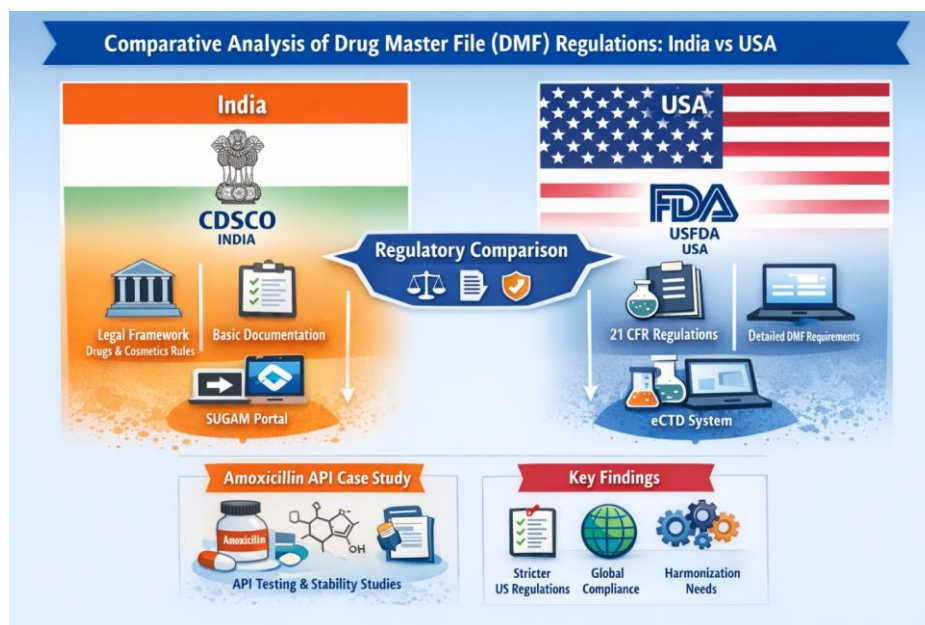 Comparative Analysis of Drug Master File (DMF) Regulations: India vs USA
India
CDSCO
INDIA
Legal Framework
Drugs & Cosmetics Rules
Basic Documentation
SUGAM Portal
Regulatory Comparison
USA
FDA
USFDA
USA
21 CFR Regulations
Detailed DMF Requirements
eCTD System
Amoxicillin API Case Study
Amoxicillin
OH
API Testing & Stability Studies
Key Findings
Stricter
US Regulations
Global
Compliance
Harmonization
Needs